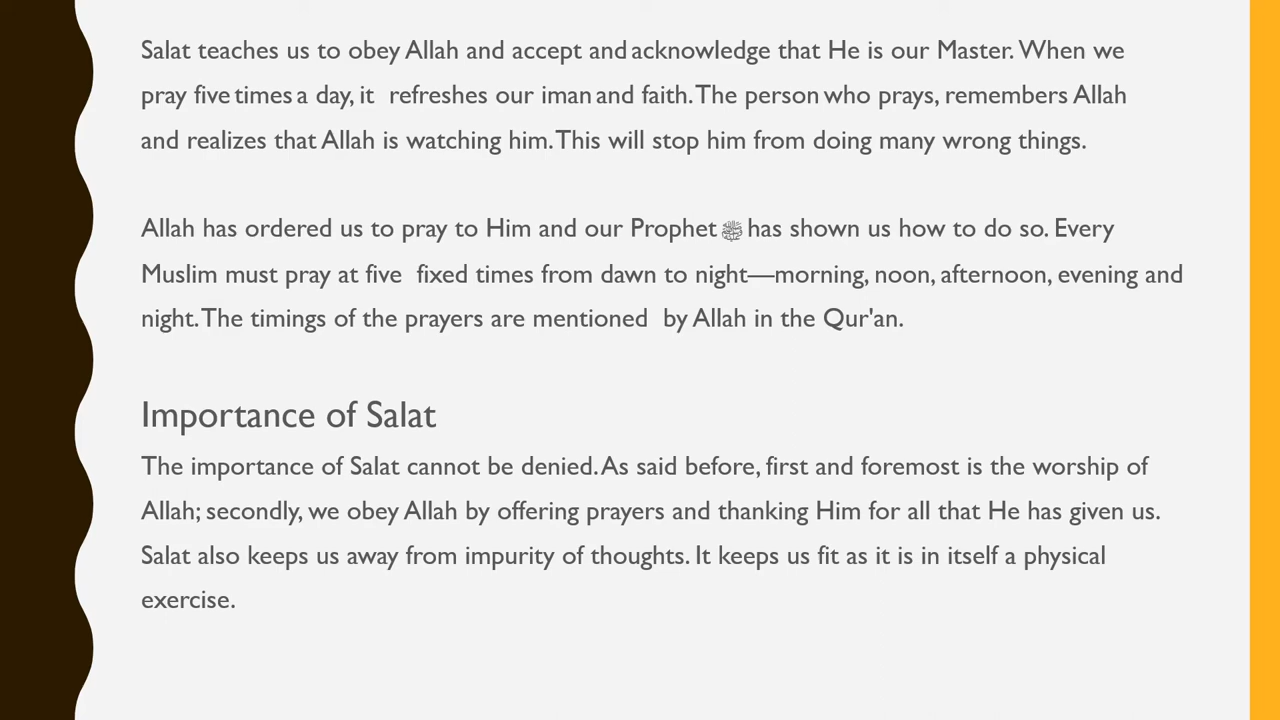 Salat teaches us to obey Allah and accept and acknowledge that He is our Master. When we
pray five times a day, it refreshes our iman and faith. The person who prays, remembers Allah
and realizes that Allah is watching him. This will stop him from doing many wrong things.
Allah has ordered us to pray to Him and our Prophet ﷺ has shown us how to do so. Every
Muslim must pray at five fixed times from dawn to night—morning, noon, afternoon, evening and
night. The timings of the prayers are mentioned by Allah in the Qur'an.
Importance of Salat
The importance of Salat cannot be denied. As said before, first and foremost is the worship of
Allah; secondly, we obey Allah by offering prayers and thanking Him for all that He has given us.
Salat also keeps us away from impurity of thoughts. It keeps us fit as it is in itself a physical
exercise.